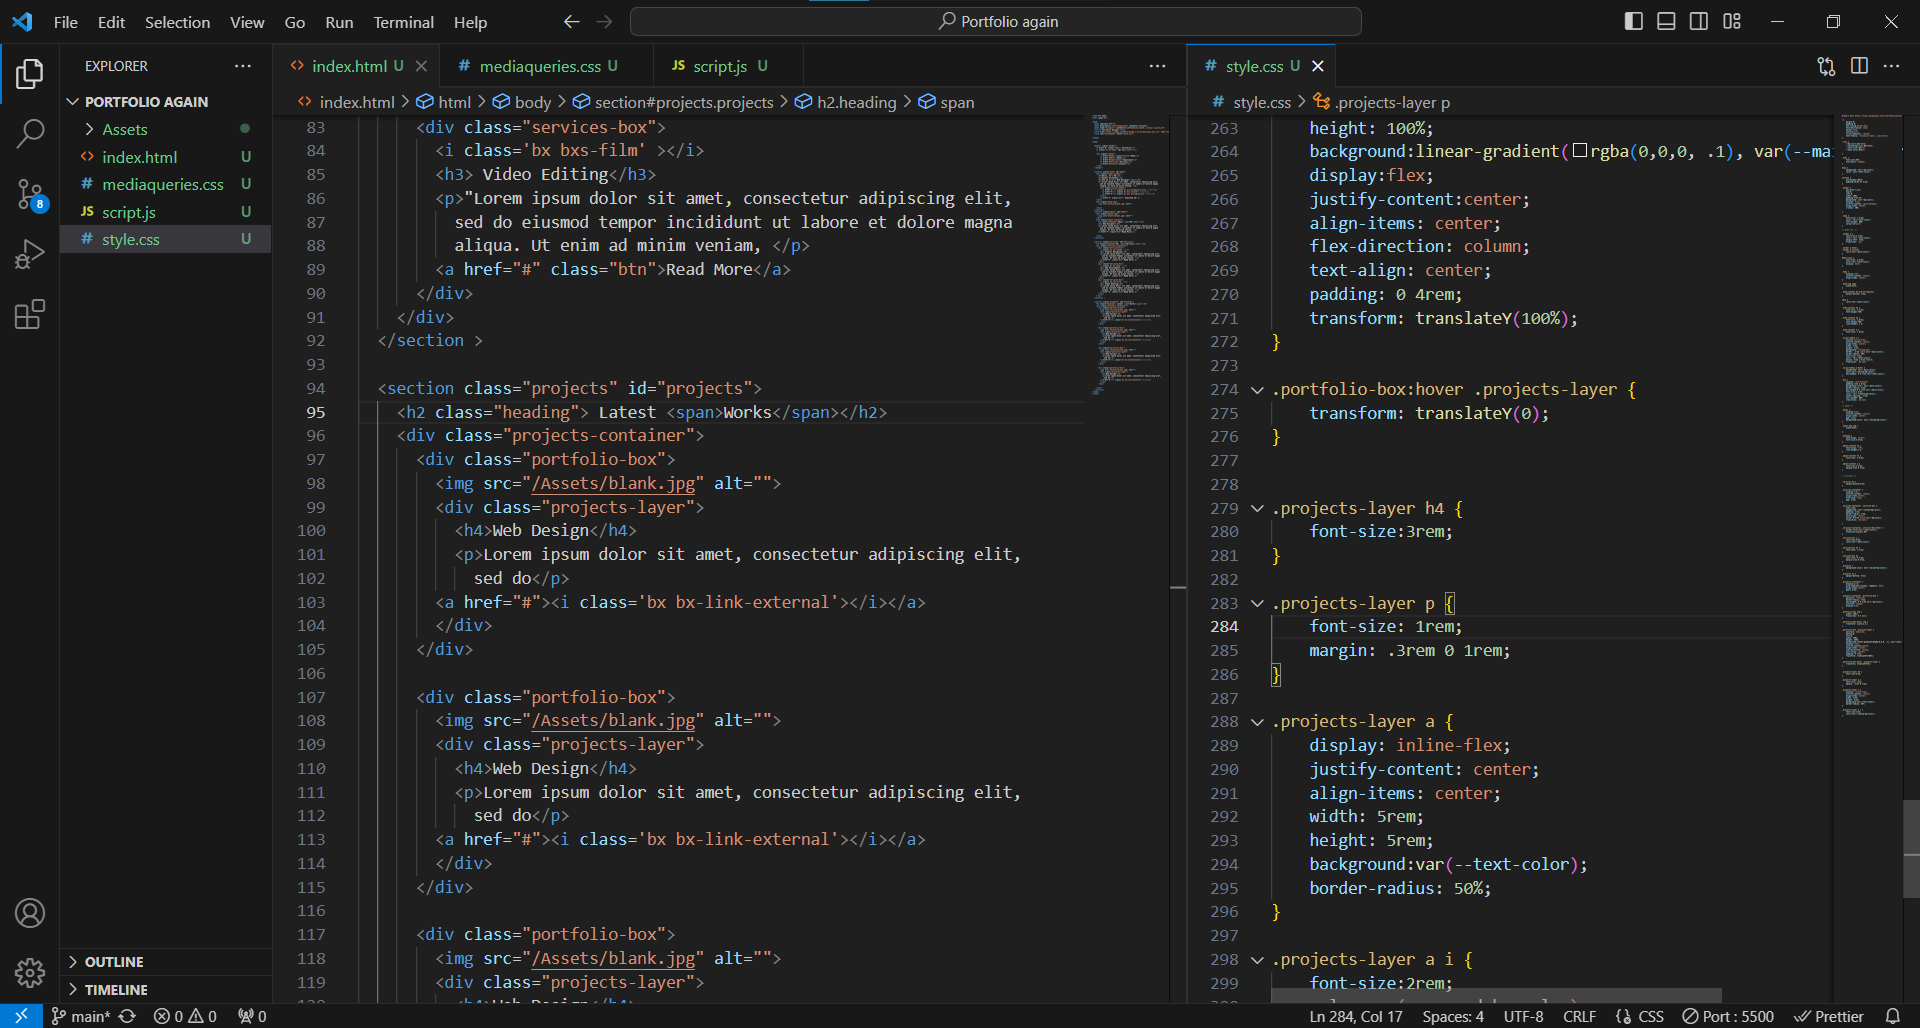 File Edit Selection View Go Run Terminal Help
Portfolio again
EXPLORER
PORTFOLIO AGAIN
Assets
index.html U
mediaqueries.css U
script.js U
style.css U
OUTLINE
TIMELINE
8
index.html U
mediaqueries.css U
script.js U
index.html > html > body > section#projects.projects > h2.heading > span
83 <div class="services-box">
84 <i class='bx bxs-film' ></i>
85 <h3> Video Editing</h3>
86 <p>"Lorem ipsum dolor sit amet, consectetur adipiscing elit,
87 sed do eiusmod tempor incididunt ut labore et dolore magna
88 aliqua. Ut enim ad minim veniam, </p>
89 <a href="#" class="btn">Read More</a>
90 </div>
91 </div>
92 </section >
93
94 <section class="projects" id="projects">
95 <h2 class="heading"> Latest <span>Works</span></h2>
96 <div class="projects-container">
97 <div class="portfolio-box">
98 <img src="/Assets/blank.jpg" alt="">
99 <div class="projects-layer">
100 <h4>Web Design</h4>
101 <p>Lorem ipsum dolor sit amet, consectetur adipiscing elit,
102 sed do</p>
103 <a href="#"><i class='bx bx-link-external'></i></a>
104 </div>
105 </div>
106
107 <div class="portfolio-box">
108 <img src="/Assets/blank.jpg" alt="">
109 <div class="projects-layer">
110 <h4>Web Design</h4>
111 <p>Lorem ipsum dolor sit amet, consectetur adipiscing elit,
112 sed do</p>
113 <a href="#"><i class='bx bx-link-external'></i></a>
114 </div>
115 </div>
116
117 <div class="portfolio-box">
118 <img src="/Assets/blank.jpg" alt="">
119 <div class="projects-layer">
style.css U
style.css > .projects-layer p
263 height: 100%;
264 background:linear-gradient(rgba(0,0,0, .1), var(--mai
265 display:flex;
266 justify-content:center;
267 align-items: center;
268 flex-direction: column;
269 text-align: center;
270 padding: 0 4rem;
271 transform: translateY(100%);
272 }
273
274 .portfolio-box:hover .projects-layer {
275 transform: translateY(0);
276 }
277
278
279 .projects-layer h4 {
280 font-size:3rem;
281 }
282
283 .projects-layer p {
284 font-size: 1rem;
285 margin: .3rem 0 1rem;
286 }
287
288 .projects-layer a {
289 display: inline-flex;
290 justify-content: center;
291 align-items: center;
292 width: 5rem;
293 height: 5rem;
294 background:var(--text-color);
295 border-radius: 50%;
296 }
297
298 .projects-layer a i {
299 font-size:2rem;
main* 0 0 0
Ln 284, Col 17 Spaces: 4 UTF-8 CRLF CSS Port : 5500 Prettier